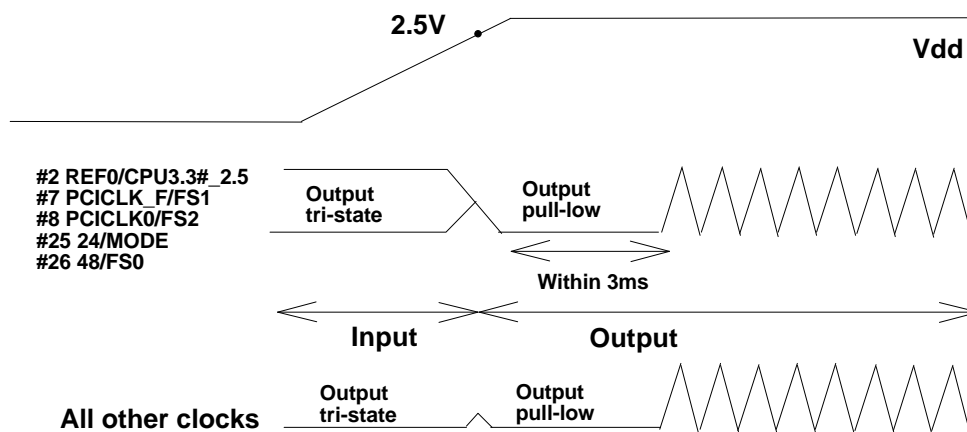 2.5V
Vdd
#2 REF0/CPU3.3#_2.5
#7 PCICLK_F/FS1
#8 PCICLK0/FS2
#25 24/MODE
#26 48/FS0
Output
tri-state
Output
pull-low
Within 3ms
Input
Output
All other clocks
Output
tri-state
Output
pull-low